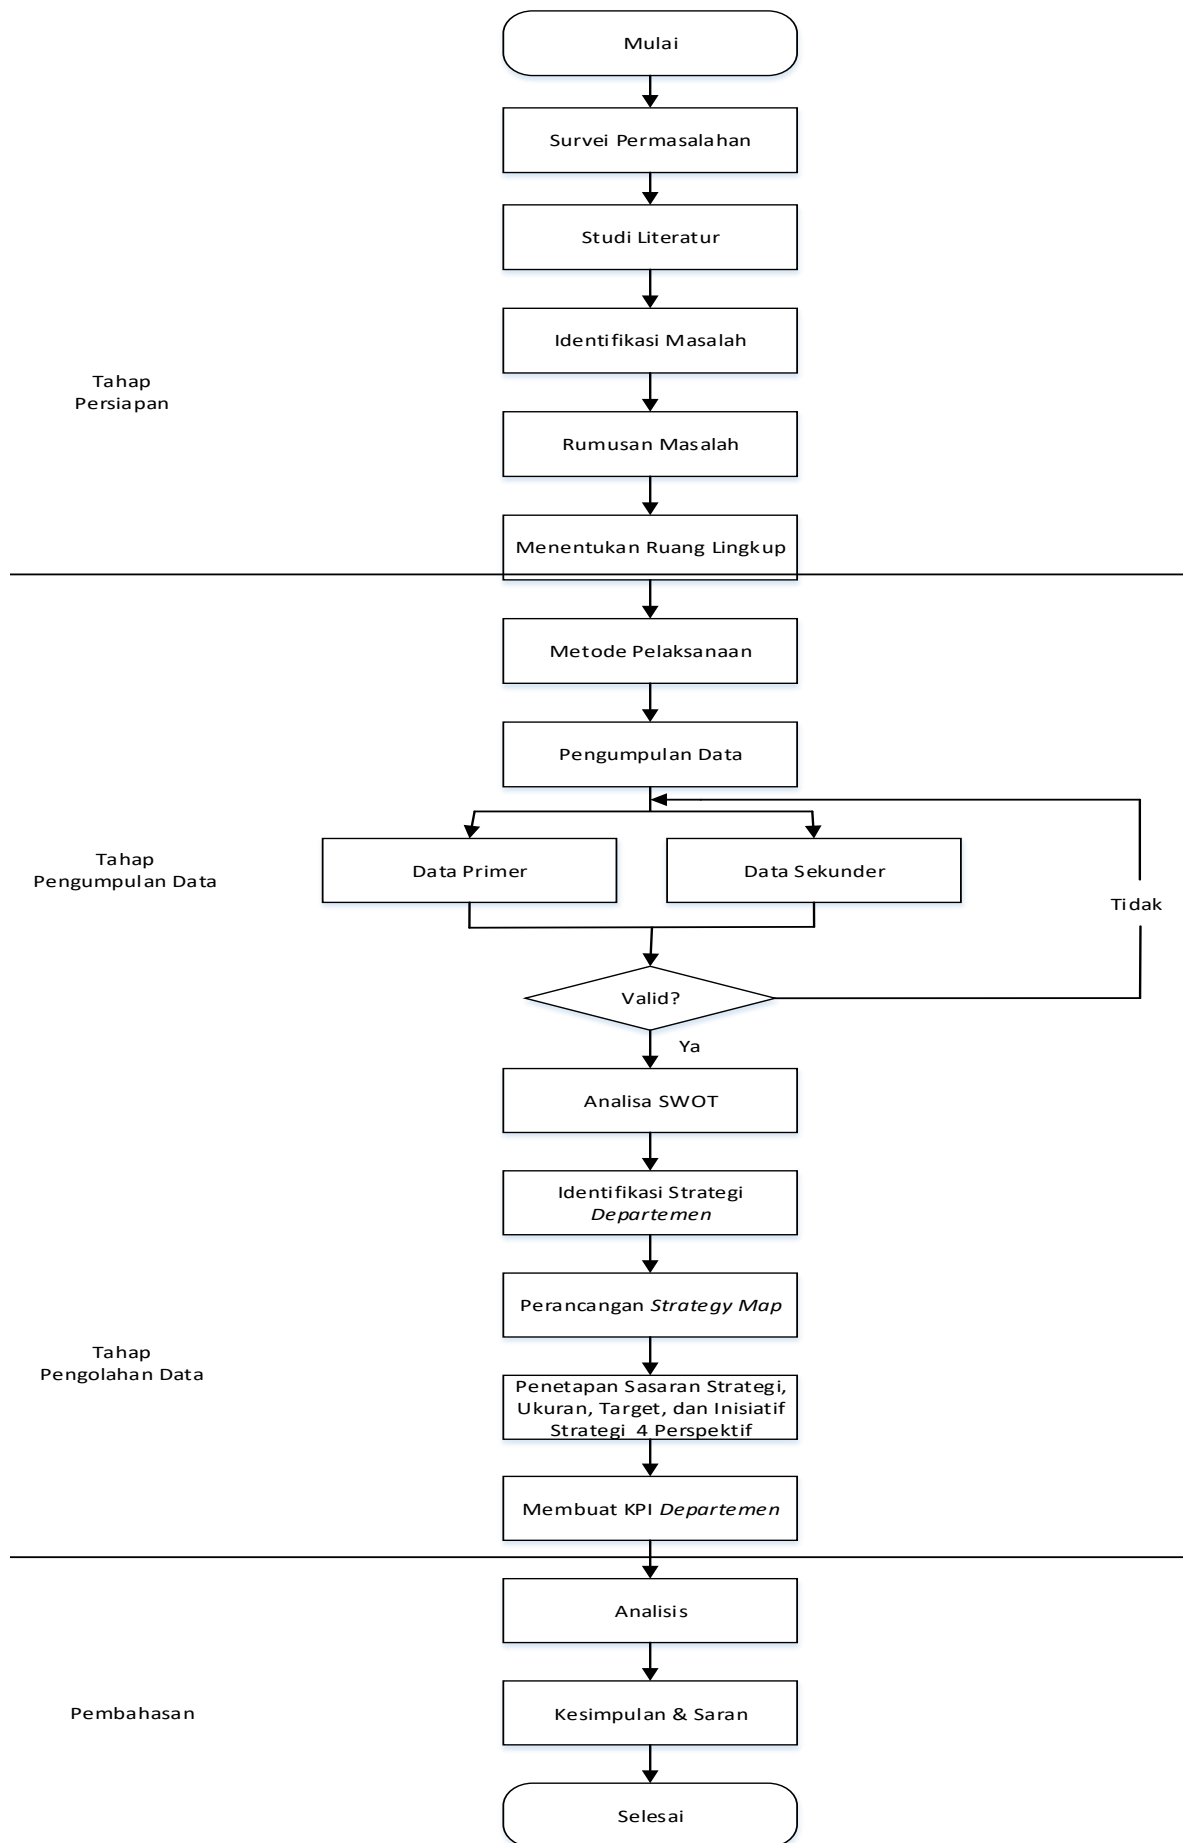 Mulai
Survei Permasalahan
Studi Literatur
Identifikasi Masalah
Tahap
Persiapan
Rumusan Masalah
Menentukan Ruang Lingkup
Metode Pelaksanaan
Pengumpulan Data
Tahap
Pengumpulan Data
Data Primer
Data Sekunder
Tidak
Valid?
Ya
Analisa SWOT
Identifikasi Strategi
Departemen
Perancangan Strategy Map
Tahap
Pengolahan Data
Penetapan Sasaran Strategi,
Ukuran, Target, dan Inisiatif
Strategi 4 Perspektif
Membuat KPI Departemen
Analisis
Pembahasan
Kesimpulan & Saran
Selesai